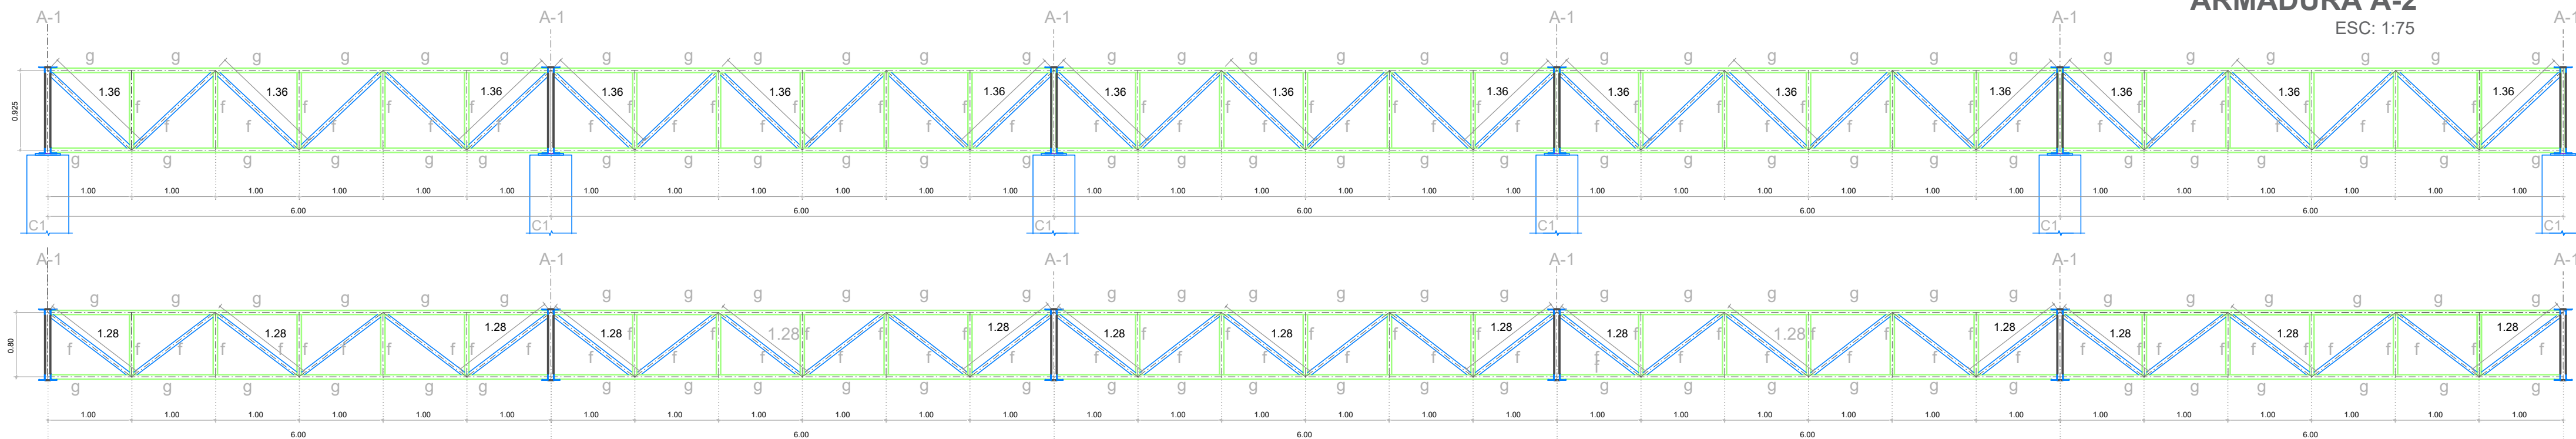 ARMADURA A-2
ESC: 1:75
A-1 A-1 A-1 A-1 A-1 A-1
g g g g g g g g g g g g g g g g g g g g g g g g g g g g g g
1.36 1.36 1.36 1.36 1.36 1.36 1.36 1.36 1.36 1.36 1.36 1.36 1.36 1.36 1.36
0.925
f f f f f f f f f f f f f f f f f f f f f f f f f
f f f f f f f f f f f f f f f f f f f f f f f f f f f f f f
g g g g g g g g g g g g g g g g g g g g g g g g g g g g g g
1.00 1.00 1.00 1.00 1.00 1.00 1.00 1.00 1.00 1.00 1.00 1.00 1.00 1.00 1.00 1.00 1.00 1.00 1.00 1.00 1.00 1.00 1.00 1.00 1.00 1.00 1.00 1.00 1.00 1.00
6.00 6.00 6.00 6.00 6.00
C1 C1 C1 C1 C1 C1
A-1 A-1 A-1 A-1 A-1 A-1
g g g g g g g g g g g g g g g g g g g g g g g g g g g g g g
1.28 1.28 1.28 1.28 1.28 1.28 1.28 1.28 1.28 1.28 1.28 1.28 1.28 1.28 1.28
0.80
f f f f f f f f f f f f f f f
f f f f f f f f f f f f f f f f f f f f f f f f f f f f f f
g g g g g g g g g g g g g g g g g g g g g g g g g g g g g g
1.00 1.00 1.00 1.00 1.00 1.00 1.00 1.00 1.00 1.00 1.00 1.00 1.00 1.00 1.00 1.00 1.00 1.00 1.00 1.00 1.00 1.00 1.00 1.00 1.00 1.00 1.00 1.00 1.00 1.00
6.00 6.00 6.00 6.00 6.00